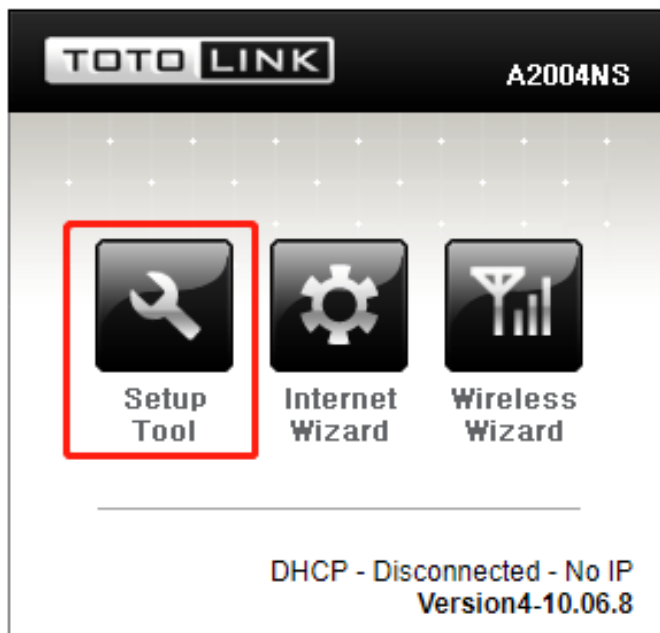 TOTO LINK
A2004NS
Setup Tool
Internet Wizard
Wireless Wizard
DHCP - Disconnected - No IP
Version4-10.06.8